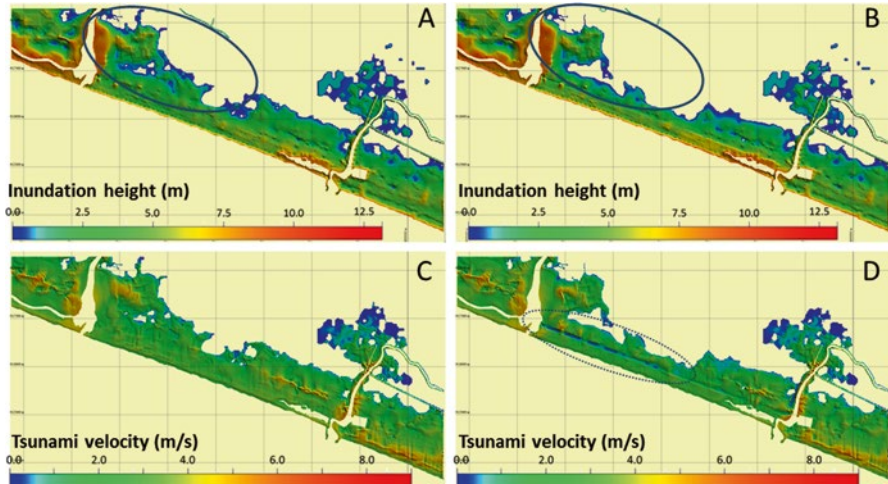 A
Inundation height (m)
0.0 2.5 5.0 7.5 10.0 12.5
B
Inundation height (m)
0.0 2.5 5.0 7.5 10.0 12.5
C
Tsunami velocity (m/s)
0.0 2.0 4.0 6.0 8.0
D
Tsunami velocity (m/s)
0.0 2.0 4.0 6.0 8.0